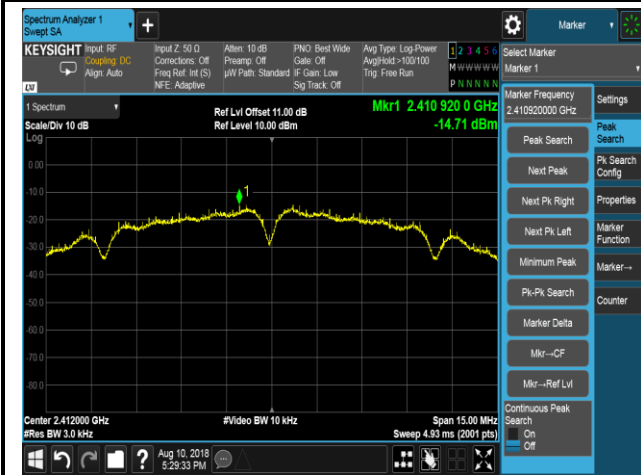 Spectrum Analyzer 1
Swept SA
Marker
KEYSIGHT
Input: RF
Coupling: DC
Align: Auto
Input Z: 50 Ω
Corrections: Off
Freq Ref: Int (S)
NFE: Adaptive
Atten: 10 dB
Preamp: Off
µW Path: Standard
PNO: Best Wide
Gate: Off
IF Gain: Low
Sig Track: Off
Avg Type: Log-Power
Avg|Hold:>100/100
Trig: Free Run
1 2 3 4 5 6
M W W W W W
P N N N N N
LXI
Select Marker
Marker 1
1 Spectrum
Scale/Div 10 dB
Log
Ref Lvl Offset 11.00 dB
Ref Level 10.00 dBm
Mkr1 2.410 920 0 GHz
-14.71 dBm
0.00
-10.0
-20.0
-30.0
-40.0
-50.0
-60.0
-70.0
-80.0
1
Center 2.412000 GHz
#Res BW 3.0 kHz
#Video BW 10 kHz
Span 15.00 MHz
Sweep 4.93 ms (2001 pts)
Marker Frequency
2.410920000 GHz
Peak Search
Next Peak
Next Pk Right
Next Pk Left
Minimum Peak
Pk-Pk Search
Marker Delta
Mkr→CF
Mkr→Ref Lvl
Continuous Peak
Search
On
Off
Settings
Peak
Search
Pk Search
Config
Properties
Marker
Function
Marker→
Counter
Aug 10, 2018
5:29:33 PM